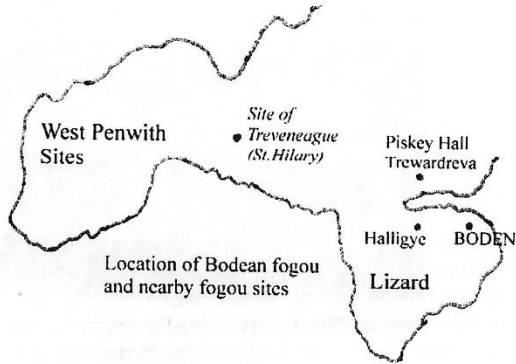 Site of
Treveneague
(St.Hilary)
West Penwith
Sites
Piskey Hall
Trewardreva
Halligye
BODEN
Location of Bodean fogou
and nearby fogou sites
Lizard